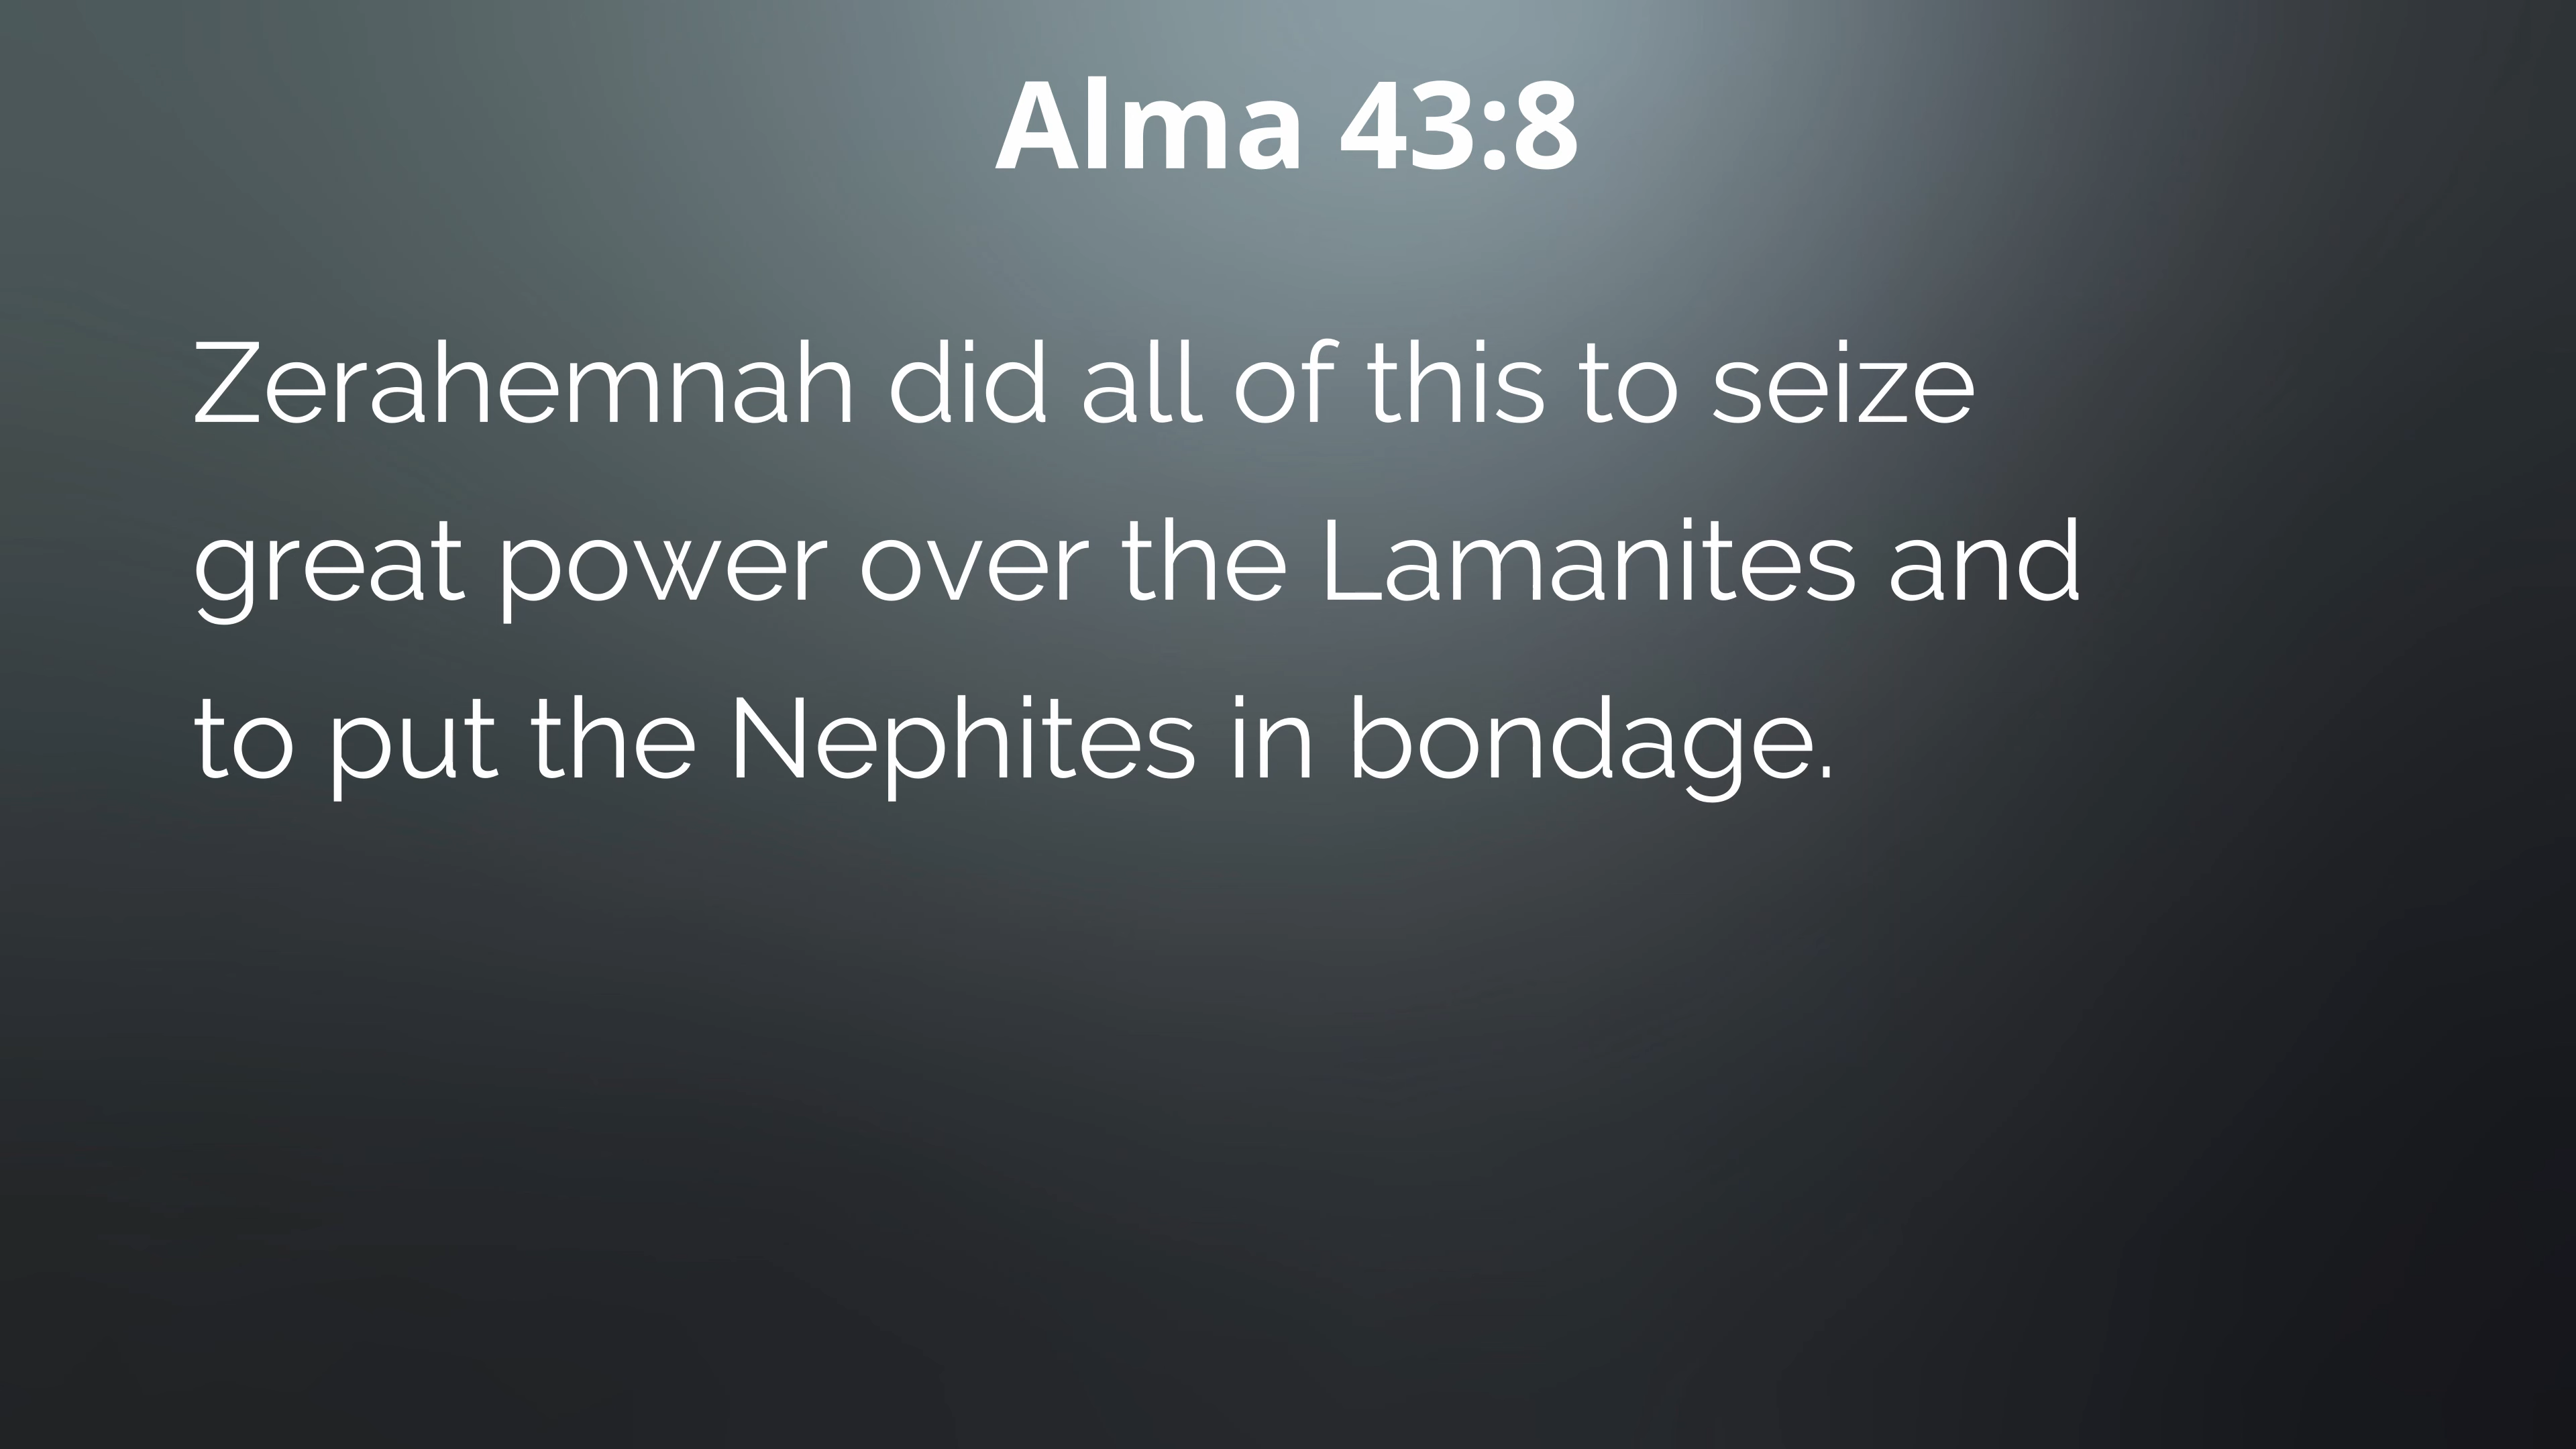 Alma 43:8
Zerahemnah did all of this to seize
great power over the Lamanites and
to put the Nephites in bondage.